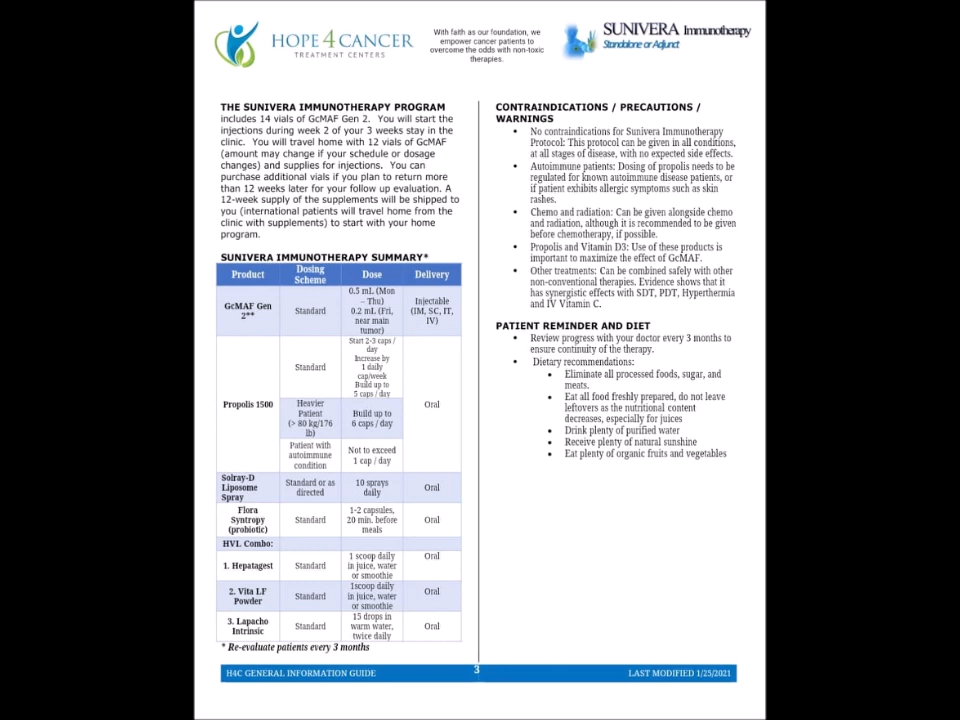 HOPE4CANCER
TREATMENT CENTERS
With faith as our foundation, we
empower cancer patients to
overcome the odds with non-toxic
therapies.
SUNIVERA Immunotherapy
Standalone or Adjunct
THE SUNIVERA IMMUNOTHERAPY PROGRAM
includes 14 vials of GcMAF Gen 2. You will start the
injections during week 2 of your 3 weeks stay in the
clinic. You will travel home with 12 vials of GcMAF
(amount may change if your schedule or dosage
changes) and supplies for injections. You can
purchase additional vials if you plan to return more
than 12 weeks later for your follow up evaluation. A
12-week supply of the supplements will be shipped to
you (international patients will travel home from the
clinic with supplements) to start with your home
program.
SUNIVERA IMMUNOTHERAPY SUMMARY*
Product Dosing Scheme Dose Delivery
GcMAF Gen 2** Standard 0.5 mL (Mon – Thu) 0.2 mL (Fri, near main tumor) Injectable (IM, SC, IT, IV)
Propolis 1500 Standard Start 2-3 caps / day Increase by 1 daily cap/week Build up to 5 caps / day Oral
Heavier Patient (> 80 kg/176 lb) Build up to 6 caps / day
Patient with autoimmune condition Not to exceed 1 cap / day
Solray-D Liposome Spray Standard or as directed 10 sprays daily Oral
Flora Syntropy (probiotic) Standard 1-2 capsules, 20 min. before meals Oral
HVL Combo:
1. Hepatagest Standard 1 scoop daily in juice, water or smoothie Oral
2. Vita LF Powder Standard 1scoop daily in juice, water or smoothie Oral
3. Lapacho Intrinsic Standard 15 drops in warm water, twice daily Oral
* Re-evaluate patients every 3 months
CONTRAINDICATIONS / PRECAUTIONS /
WARNINGS
• No contraindications for Sunivera Immunotherapy
Protocol: This protocol can be given in all conditions,
at all stages of disease, with no expected side effects.
• Autoimmune patients: Dosing of propolis needs to be
regulated for known autoimmune disease patients, or
if patient exhibits allergic symptoms such as skin
rashes.
• Chemo and radiation: Can be given alongside chemo
and radiation, although it is recommended to be given
before chemotherapy, if possible.
• Propolis and Vitamin D3: Use of these products is
important to maximize the effect of GcMAF.
• Other treatments: Can be combined safely with other
non-conventional therapies. Evidence shows that it
has synergistic effects with SDT, PDT, Hyperthermia
and IV Vitamin C.
PATIENT REMINDER AND DIET
• Review progress with your doctor every 3 months to
ensure continuity of the therapy.
• Dietary recommendations:
• Eliminate all processed foods, sugar, and
meats.
• Eat all food freshly prepared, do not leave
leftovers as the nutritional content
decreases, especially for juices
• Drink plenty of purified water
• Receive plenty of natural sunshine
• Eat plenty of organic fruits and vegetables
H4C GENERAL INFORMATION GUIDE 3 LAST MODIFIED 1/25/2021